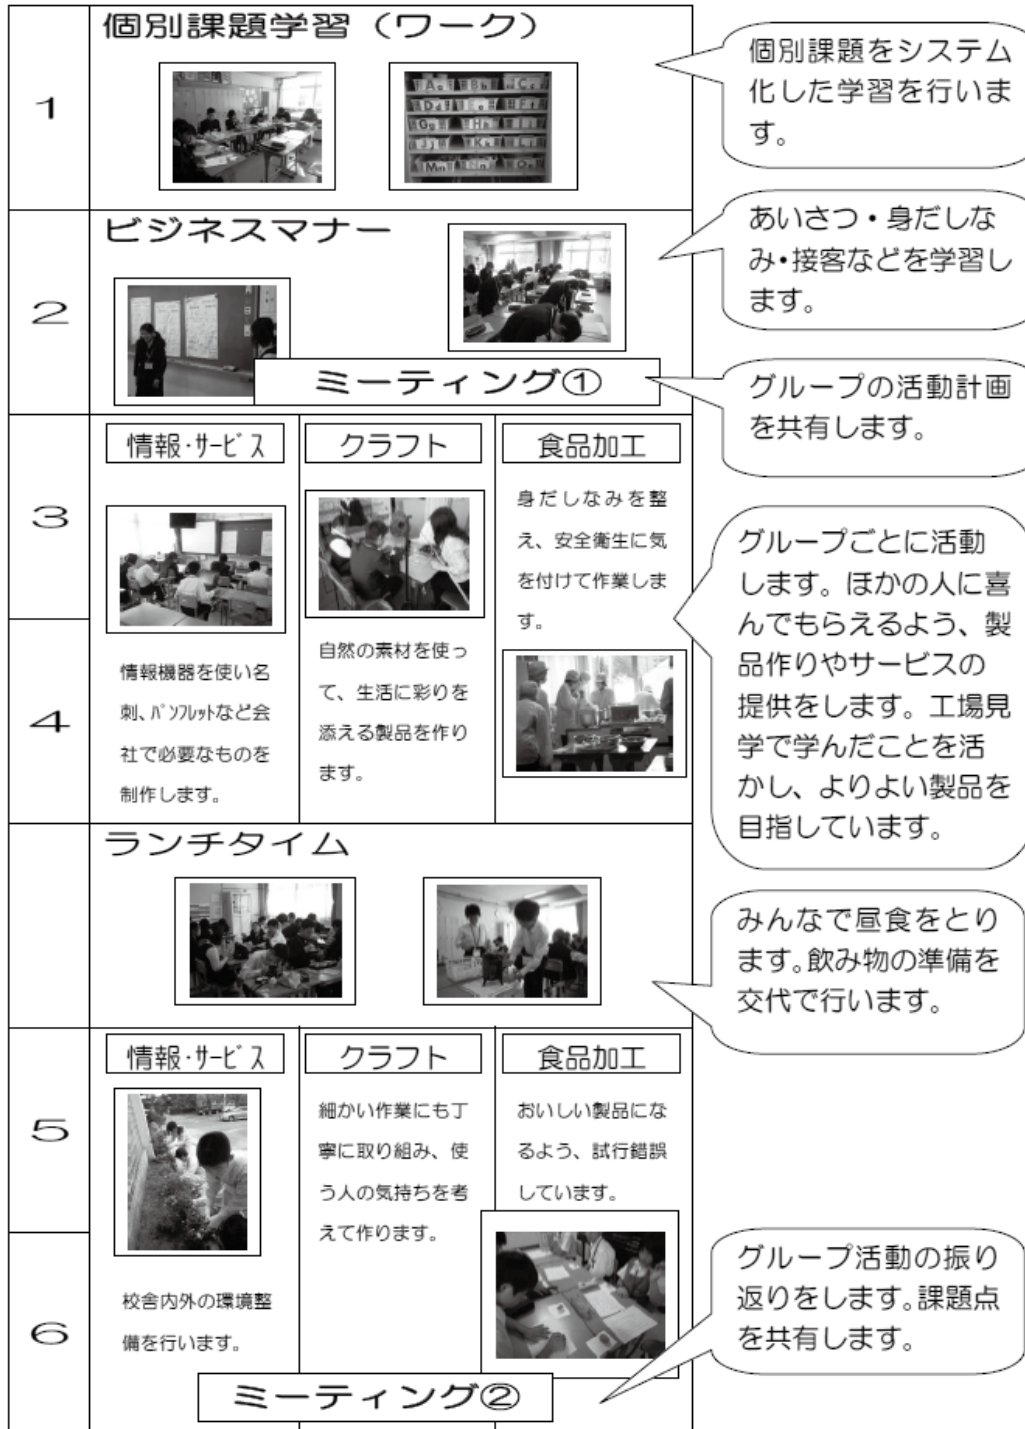 1
個別課題学習（ワーク）
個別課題をシステム
化した学習を行いま
す。
2
ビジネスマナー
あいさつ・身だしな
み・接客などを学習し
ます。
ミーティング①
グループの活動計画
を共有します。
3
4
情報・サービス
情報機器を使い名
刺、パンフレットなど会
社で必要なものを
制作します。
クラフト
自然の素材を使っ
て、生活に彩りを
添える製品を作り
ます。
食品加工
身だしなみを整
え、安全衛生に気
を付けて作業しま
す。
グループごとに活動
します。ほかの人に喜
んでもらえるよう、製
品作りやサービスの
提供をします。工場見
学で学んだことを活
かし、よりよい製品を
目指しています。
ランチタイム
みんなで昼食をとり
ます。飲み物の準備を
交代で行います。
5
6
情報・サービス
校舎内外の環境整
備を行います。
クラフト
細かい作業にも丁
寧に取り組み、使
う人の気持ちを考
えて作ります。
食品加工
おいしい製品にな
るよう、試行錯誤
しています。
ミーティング②
グループ活動の振り
返りをします。課題点
を共有します。